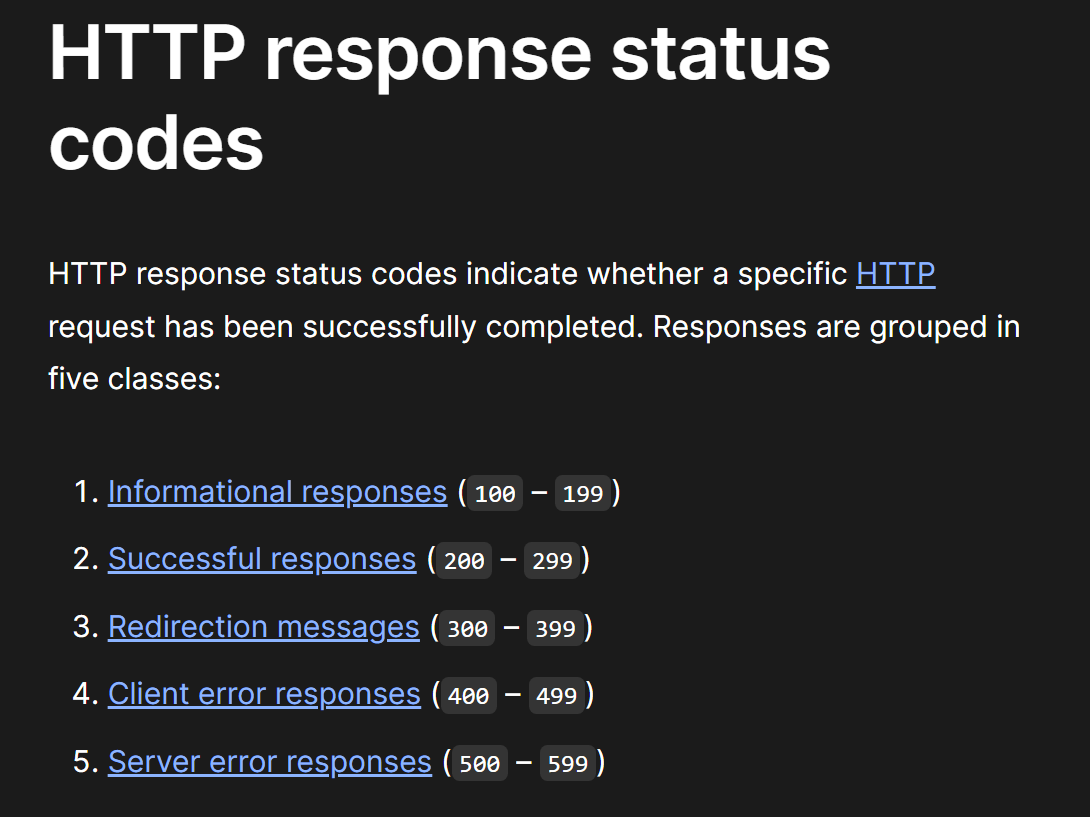 HTTP response status
codes
HTTP response status codes indicate whether a specific HTTP
request has been successfully completed. Responses are grouped in
five classes:
1. Informational responses (100 – 199)
2. Successful responses (200 – 299)
3. Redirection messages (300 – 399)
4. Client error responses (400 – 499)
5. Server error responses (500 – 599)